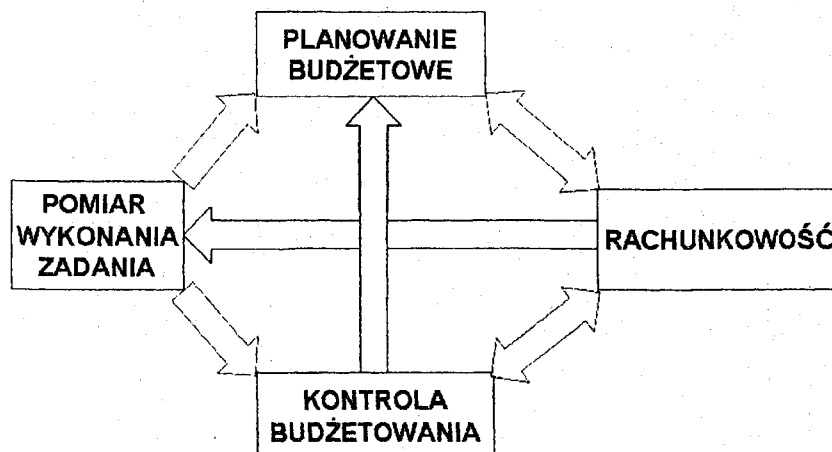 PLANOWANIE
BUDŻETOWE
POMIAR
WYKONANIA
ZADANIA
RACHUNKOWOŚĆ
KONTROLA
BUDŻETOWANIA